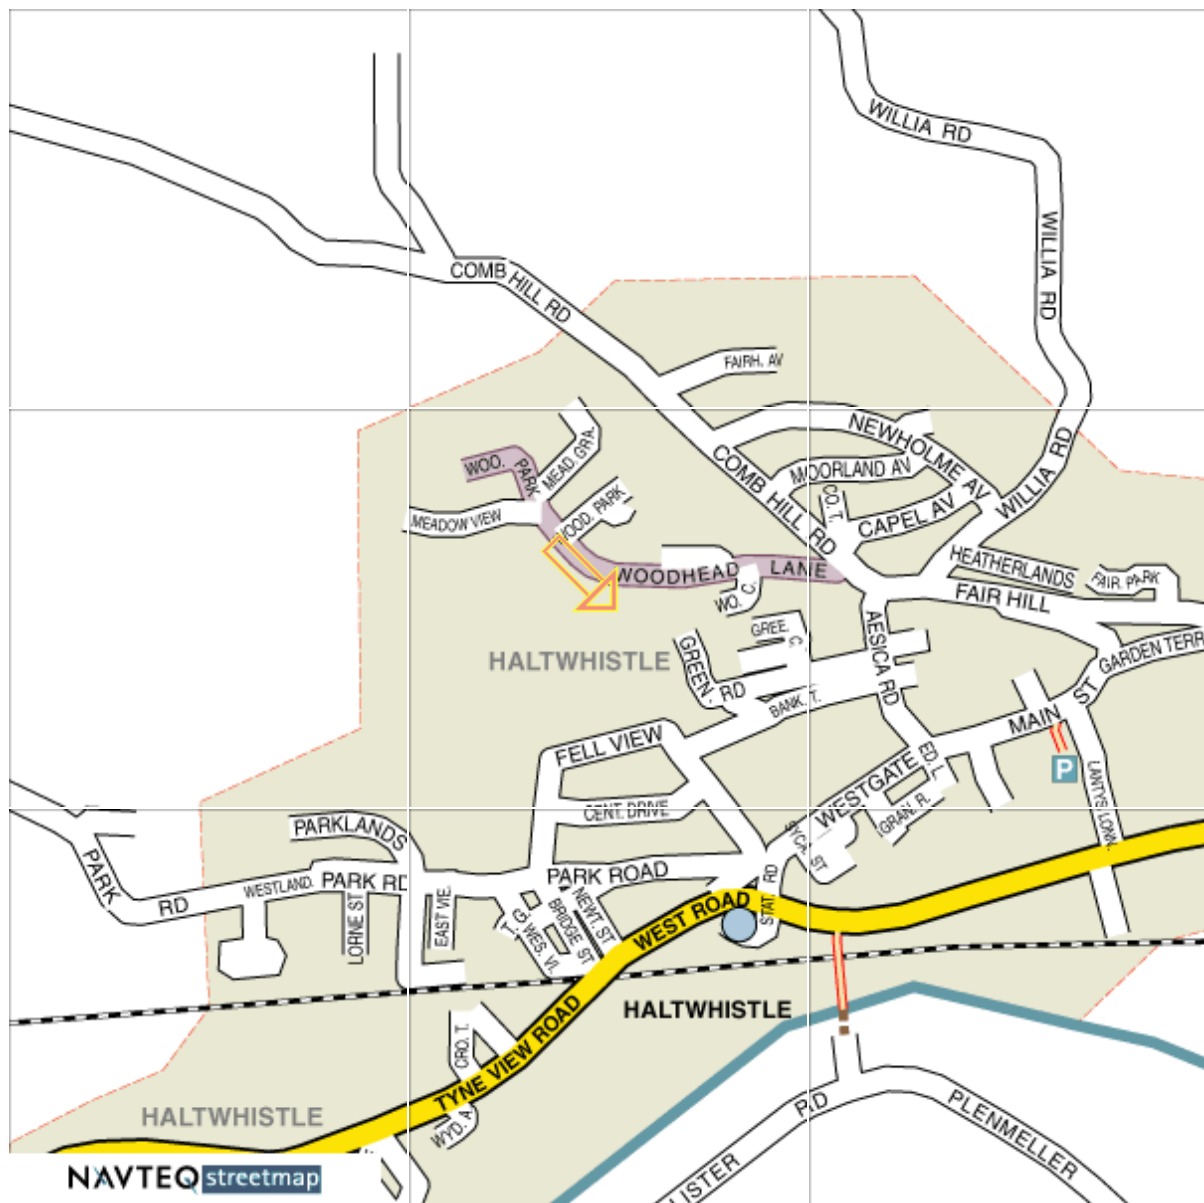 WILLIA RD
WILLIA RD
COMB HILL RD
FAIRH. AV
NEWHOLME AV
WILLIA RD
MOORLAND AV
COMB HILL RD
CO. T.
CAPEL AV
WOO. PARK
MEAD. GRA.
MEADOW VIEW
WOOD. PARK
WOODHEAD LANE
WO. C.
HEATHERLANDS
FAIR. PARK
FAIR HILL
GREE. C.
GREEN. RD
AESICA RD
GARDEN TERR
HALTWHISTLE
BANK. T.
MAIN ST
FELL VIEW
ED. L.
P
LANTYS LONN.
WESTGATE
CENT. DRIVE
GRAN. R.
PARKLANDS
SYCA. ST
PARK RD
WESTLAND.
PARK RD
PARK ROAD
STAT. RD
LORNE ST
EAST VIE.
T. G.
WES. VI.
BRIDGE ST
NEWT. ST
WEST ROAD
HALTWHISTLE
CRO. T.
TYNE VIEW ROAD
WYD. A.
HALTWHISTLE
RD
PLENMELLER
LISTER
NAVTEQ streetmap